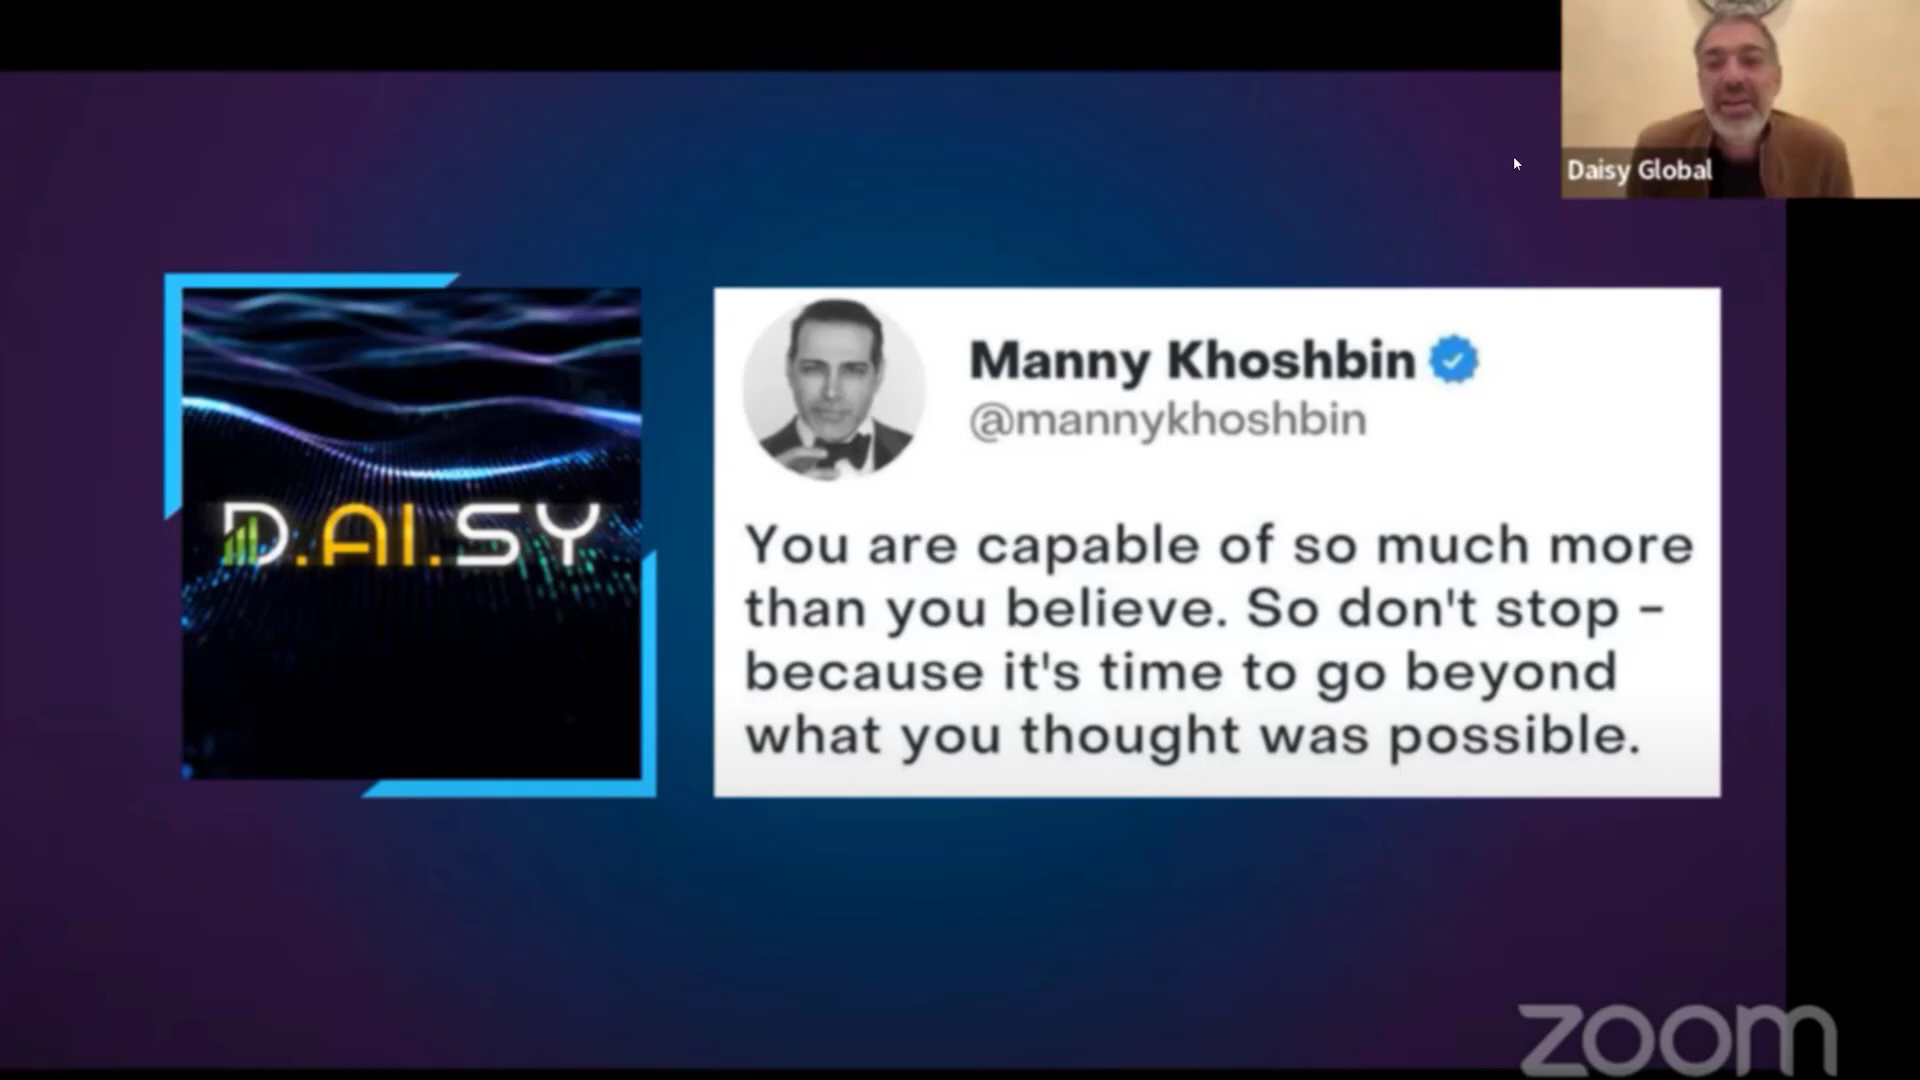 Daisy Global
D.AI.SY
Manny Khoshbin
@mannykhoshbin
You are capable of so much more
than you believe. So don't stop –
because it's time to go beyond
what you thought was possible.
zoom